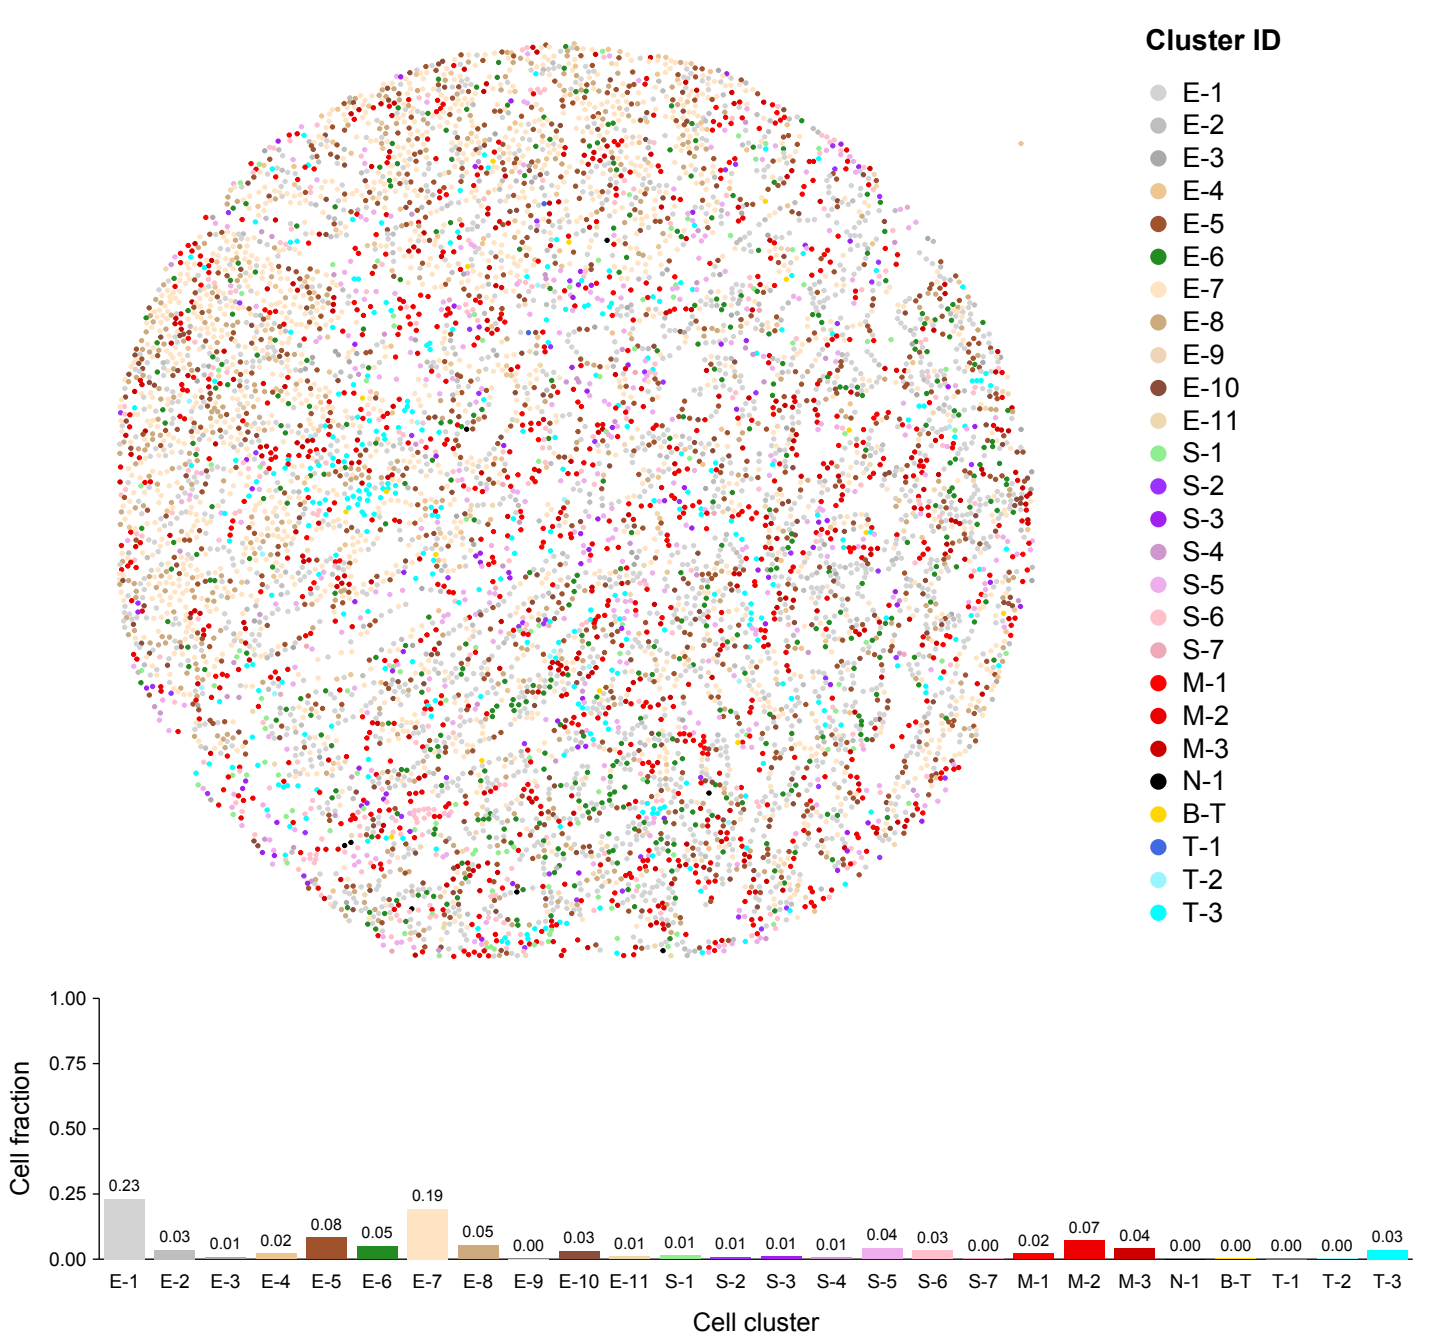 Cluster ID
E-1
E-2
E-3
E-4
E-5
E-6
E-7
E-8
E-9
E-10
E-11
S-1
S-2
S-3
S-4
S-5
S-6
S-7
M-1
M-2
M-3
N-1
B-T
T-1
T-2
T-3
1.00
0.75
0.50
0.25
0.00
Cell fraction
0.23 0.03 0.01 0.02 0.08 0.05 0.19 0.05 0.00 0.03 0.01 0.01 0.01 0.01 0.01 0.04 0.03 0.00 0.02 0.07 0.04 0.00 0.00 0.00 0.00 0.03
E-1 E-2 E-3 E-4 E-5 E-6 E-7 E-8 E-9 E-10 E-11 S-1 S-2 S-3 S-4 S-5 S-6 S-7 M-1 M-2 M-3 N-1 B-T T-1 T-2 T-3
Cell cluster